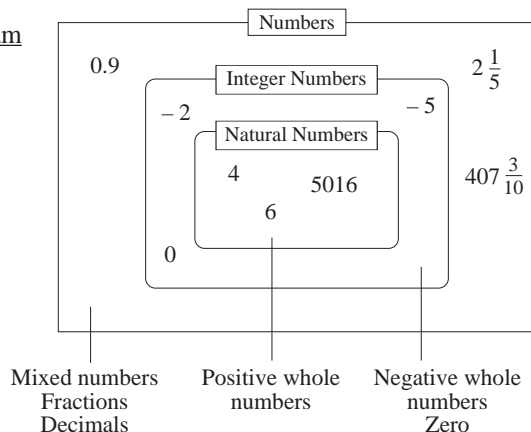 Numbers
0.9
2 1/5
Integer Numbers
– 2
– 5
Natural Numbers
4
5016
407 3/10
6
0
Mixed numbers
Fractions
Decimals
Positive whole
numbers
Negative whole
numbers
Zero